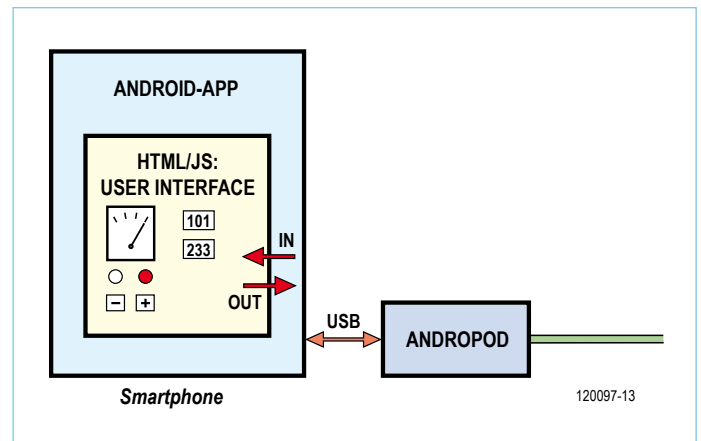 ANDROID-APP
HTML/JS:
USER INTERFACE
101
233
IN
OUT
− +
USB
ANDROPOD
Smartphone
120097-13